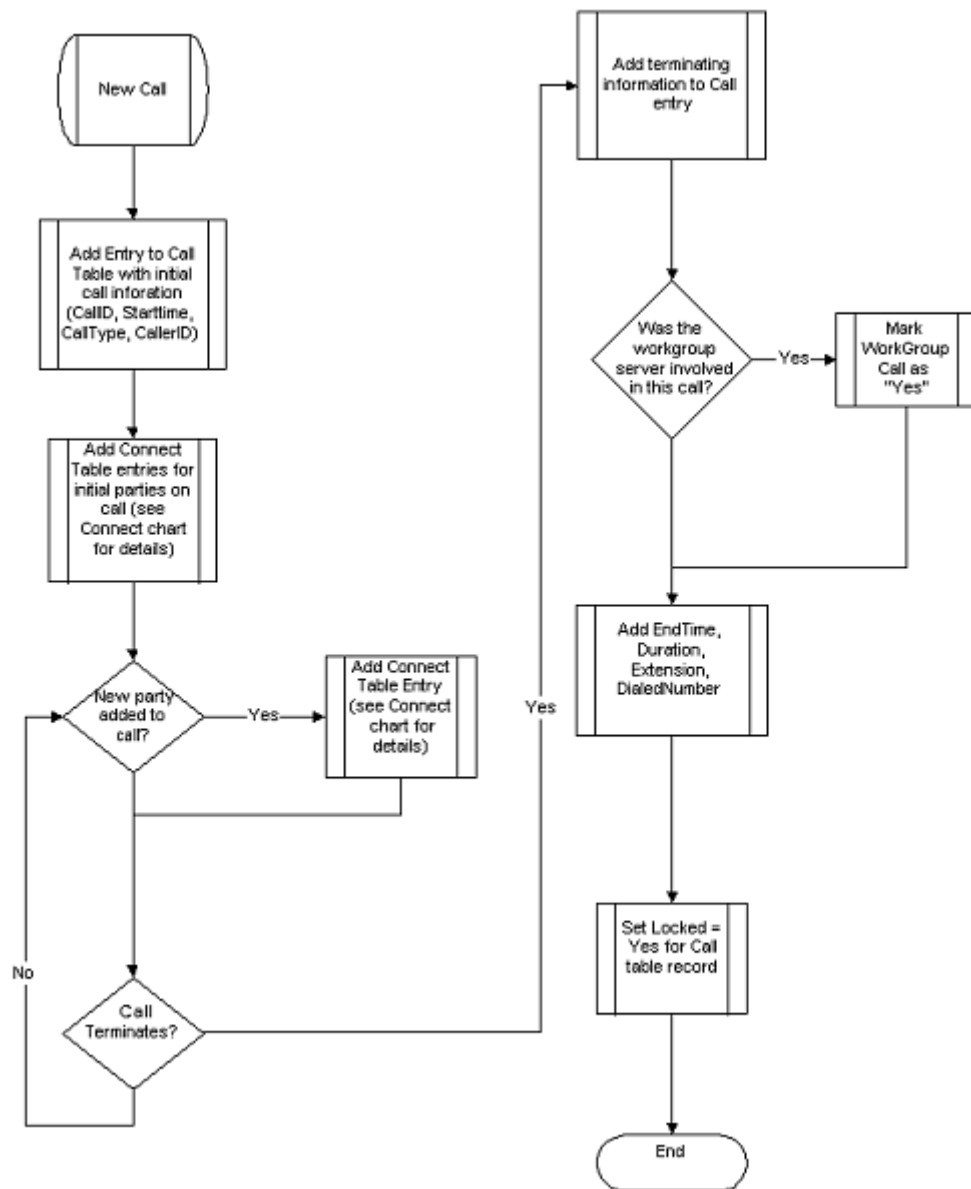 New Call
Add Entry to Call
Table with initial
call inforation
(CallID, Starttime,
CallType, CallerID)
Add Connect
Table entries for
initial parties on
call (see
Connect chart
for details)
New party
added to
call?
Yes
Add Connect
Table Entry
(see Connect
chart for
details)
No
Call
Terminates?
Yes
Add terminating
information to Call
entry
Was the
workgroup
server involved
in this call?
Yes
Mark
WorkGroup
Call as
"Yes"
Add EndTime,
Duration,
Extension,
DialedNumber
Set Locked =
Yes for Call
table record
End